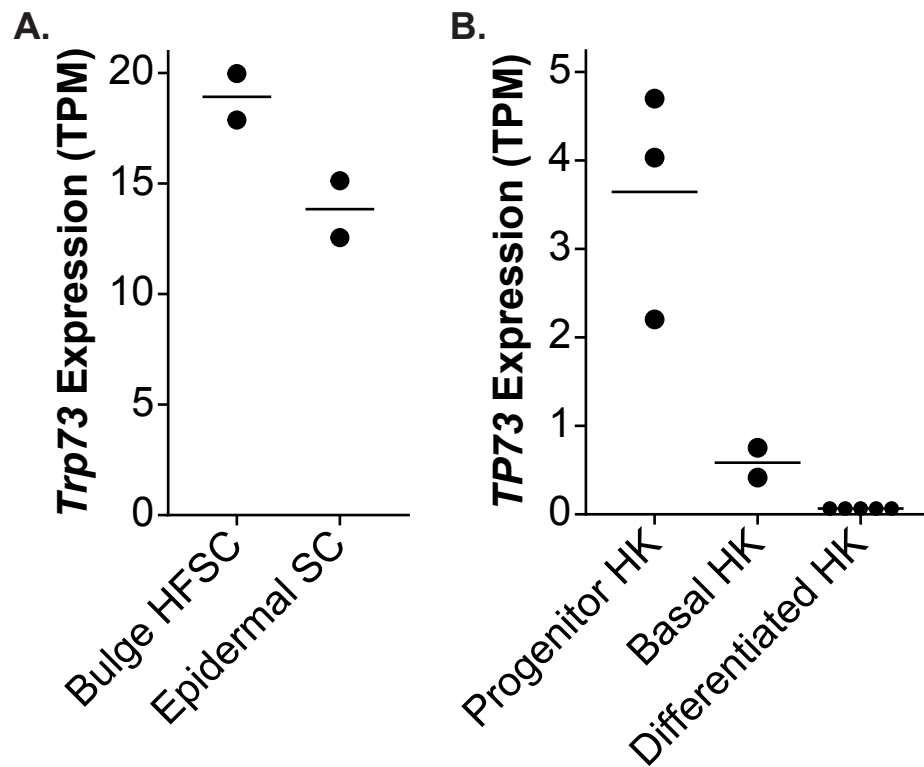 A.
Trp73 Expression (TPM)
20
15
10
5
0
Bulge HFSC
Epidermal SC
B.
TP73 Expression (TPM)
5
4
3
2
1
0
Progenitor HK
Basal HK
Differentiated HK